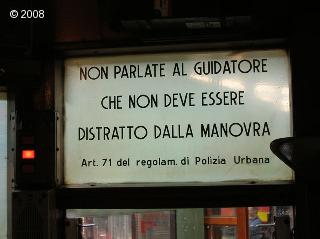 © 2008
NON PARLATE AL GUIDATORE
CHE NON DEVE ESSERE
DISTRATTO DALLA MANOVRA
Art. 71 del regolam. di Polizia Urbana